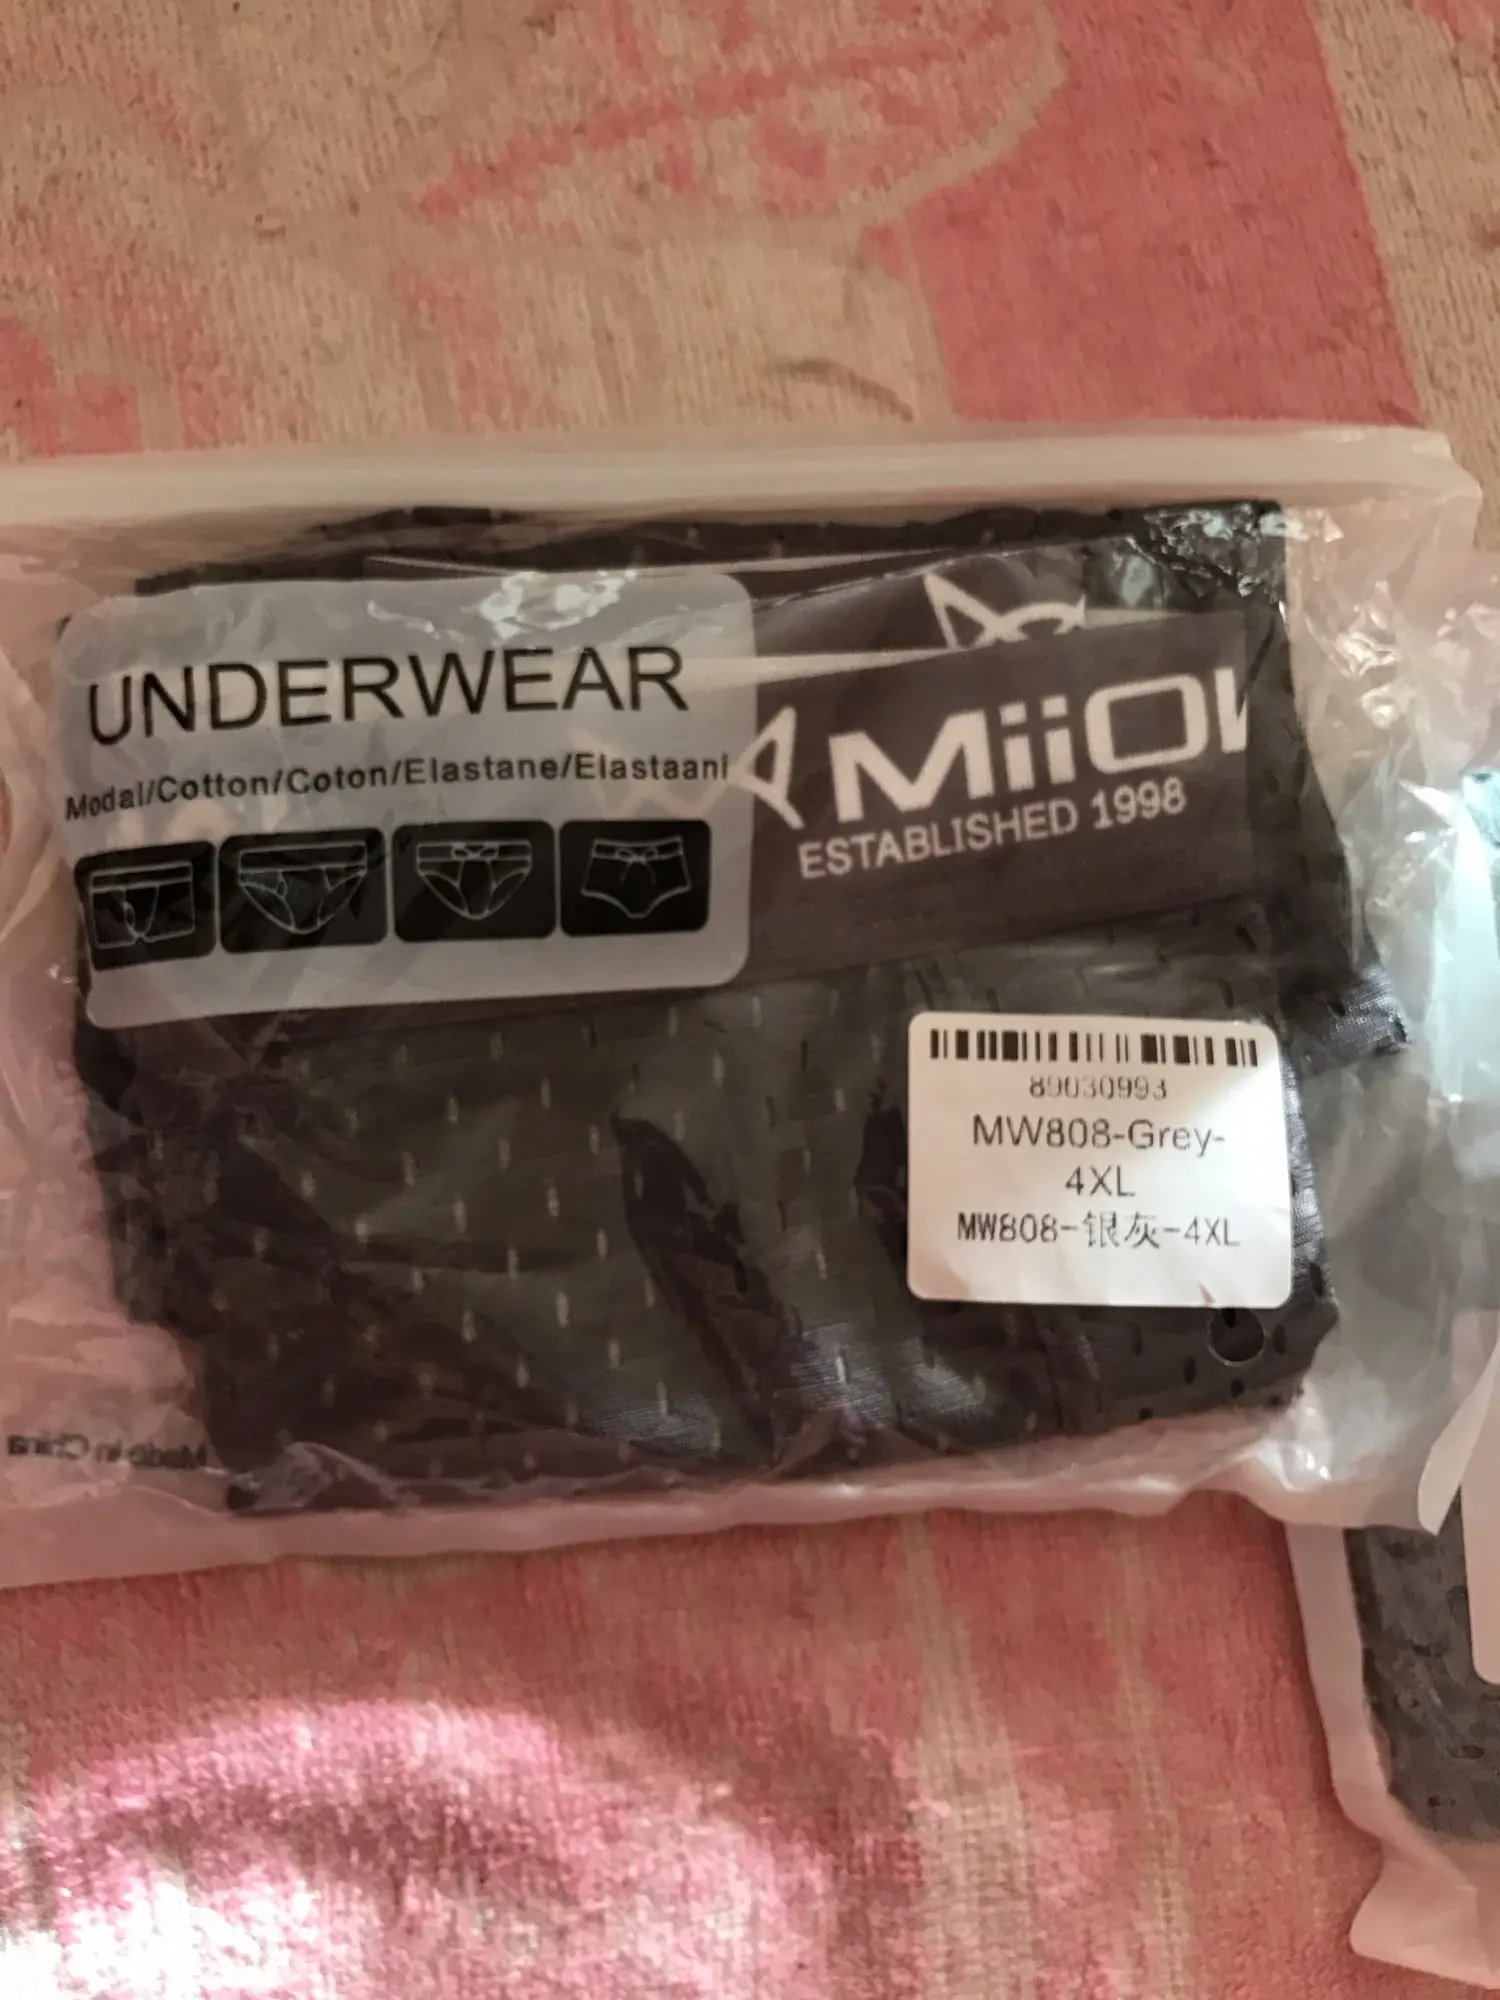 UNDERWEAR
Modal/Cotton/Coton/Elastane/Elastaani
MiiOW
ESTABLISHED 1998
89030993
MW808-Grey-
4XL
MW808-银灰-4XL
Made in China